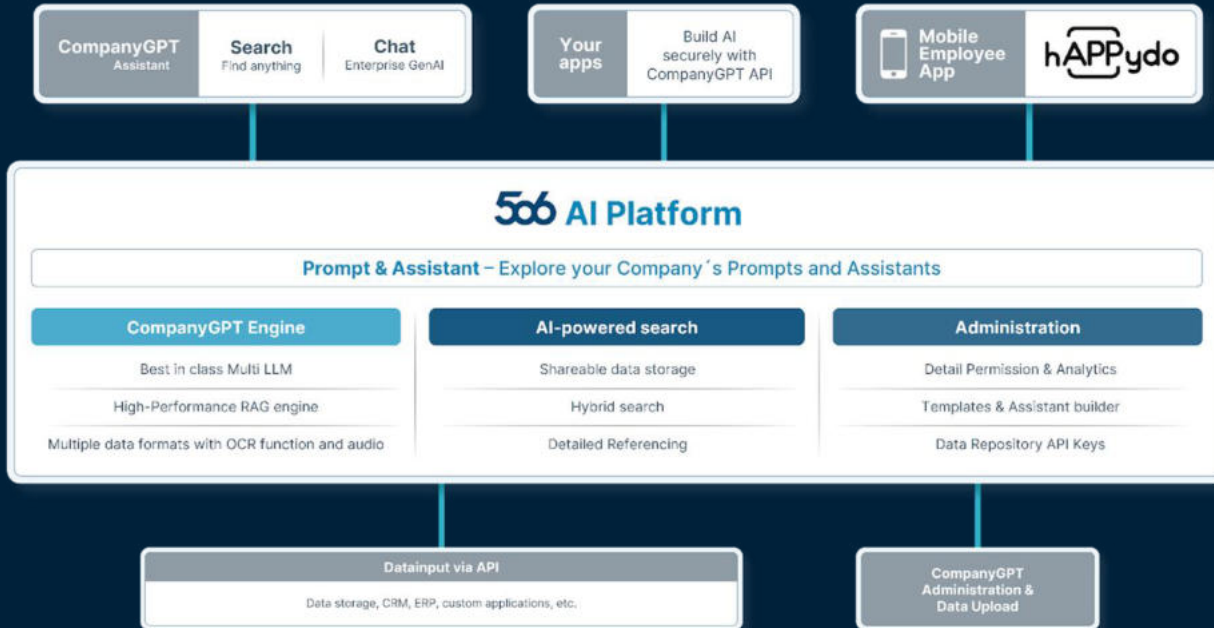 CompanyGPT
Assistant
Search
Find anything
Chat
Enterprise GenAI
Your
apps
Build AI
securely with
CompanyGPT API
Mobile
Employee
App
hAPPydo
506 AI Platform
Prompt & Assistant – Explore your Company´s Prompts and Assistants
CompanyGPT Engine
Best in class Multi LLM
High-Performance RAG engine
Multiple data formats with OCR function and audio
AI-powered search
Shareable data storage
Hybrid search
Detailed Referencing
Administration
Detail Permission & Analytics
Templates & Assistant builder
Data Repository API Keys
Datainput via API
Data storage, CRM, ERP, custom applications, etc.
CompanyGPT
Administration &
Data Upload